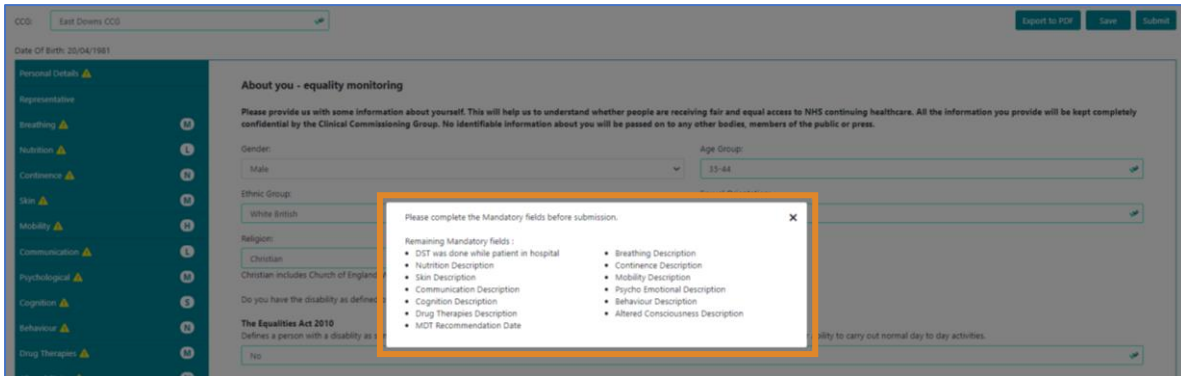 CCG: East Downs CCG Export to PDF Save Submit
Date Of Birth: 20/04/1981
Personal Details
Representative
Breathing M
Nutrition L
Continence N
Skin M
Mobility H
Communication L
Psychological M
Cognition S
Behaviour N
Drug Therapies M
About you - equality monitoring
Please provide us with some information about yourself. This will help us to understand whether people are receiving fair and equal access to NHS continuing healthcare. All the information you provide will be kept completely
confidential by the Clinical Commissioning Group. No identifiable information about you will be passed on to any other bodies, members of the public or press.
Gender: Age Group:
Male 35-44
Ethnic Group:
White British
Religion:
Christian
Christian includes Church of England
Do you have the disability as defined
The Equalities Act 2010
Defines a person with a disablity as ability to carry out normal day to day activities.
No
Please complete the Mandatory fields before submission.
Remaining Mandatory fields :
DST was done while patient in hospital
Nutrition Description
Skin Description
Communication Description
Cognition Description
Drug Therapies Description
MDT Recommendation Date
Breathing Description
Continence Description
Mobility Description
Psycho Emotional Description
Behaviour Description
Altered Consciousness Description